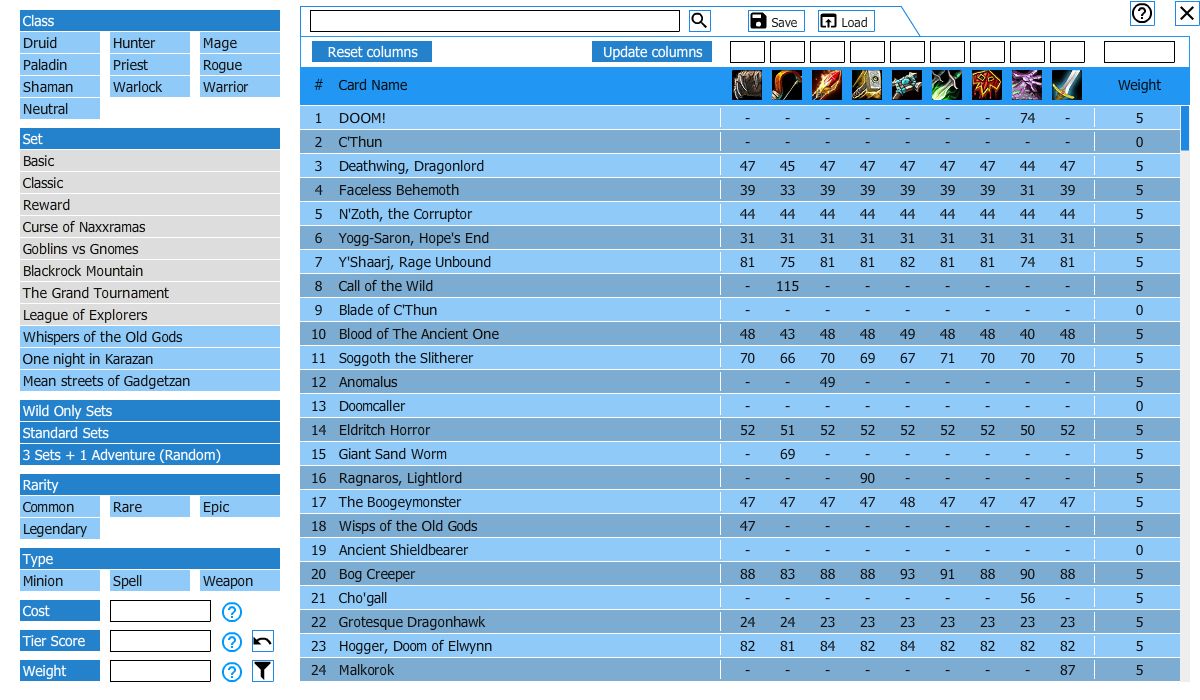 Class
Druid Hunter Mage
Paladin Priest Rogue
Shaman Warlock Warrior
Neutral
Set
Basic
Classic
Reward
Curse of Naxxramas
Goblins vs Gnomes
Blackrock Mountain
The Grand Tournament
League of Explorers
Whispers of the Old Gods
One night in Karazan
Mean streets of Gadgetzan
Wild Only Sets
Standard Sets
3 Sets + 1 Adventure (Random)
Rarity
Common Rare Epic
Legendary
Type
Minion Spell Weapon
Cost ?
Tier Score ?
Weight ?
Save Load ?
Reset columns Update columns
# Card Name Weight
1 DOOM! - - - - - - - 74 - 5
2 C'Thun - - - - - - - - - 0
3 Deathwing, Dragonlord 47 45 47 47 47 47 47 44 47 5
4 Faceless Behemoth 39 33 39 39 39 39 39 31 39 5
5 N'Zoth, the Corruptor 44 44 44 44 44 44 44 44 44 5
6 Yogg-Saron, Hope's End 31 31 31 31 31 31 31 31 31 5
7 Y'Shaarj, Rage Unbound 81 75 81 81 82 81 81 74 81 5
8 Call of the Wild - 115 - - - - - - - 5
9 Blade of C'Thun - - - - - - - - - 0
10 Blood of The Ancient One 48 43 48 48 49 48 48 40 48 5
11 Soggoth the Slitherer 70 66 70 69 67 71 70 70 70 5
12 Anomalus - - 49 - - - - - - 5
13 Doomcaller - - - - - - - - - 0
14 Eldritch Horror 52 51 52 52 52 52 52 50 52 5
15 Giant Sand Worm - 69 - - - - - - - 5
16 Ragnaros, Lightlord - - - 90 - - - - - 5
17 The Boogeymonster 47 47 47 47 48 47 47 47 47 5
18 Wisps of the Old Gods 47 - - - - - - - - 5
19 Ancient Shieldbearer - - - - - - - - - 0
20 Bog Creeper 88 83 88 88 93 91 88 90 88 5
21 Cho'gall - - - - - - - 56 - 5
22 Grotesque Dragonhawk 24 24 23 23 23 23 23 23 23 5
23 Hogger, Doom of Elwynn 82 81 84 82 84 82 82 82 82 5
24 Malkorok - - - - - - - - 87 5